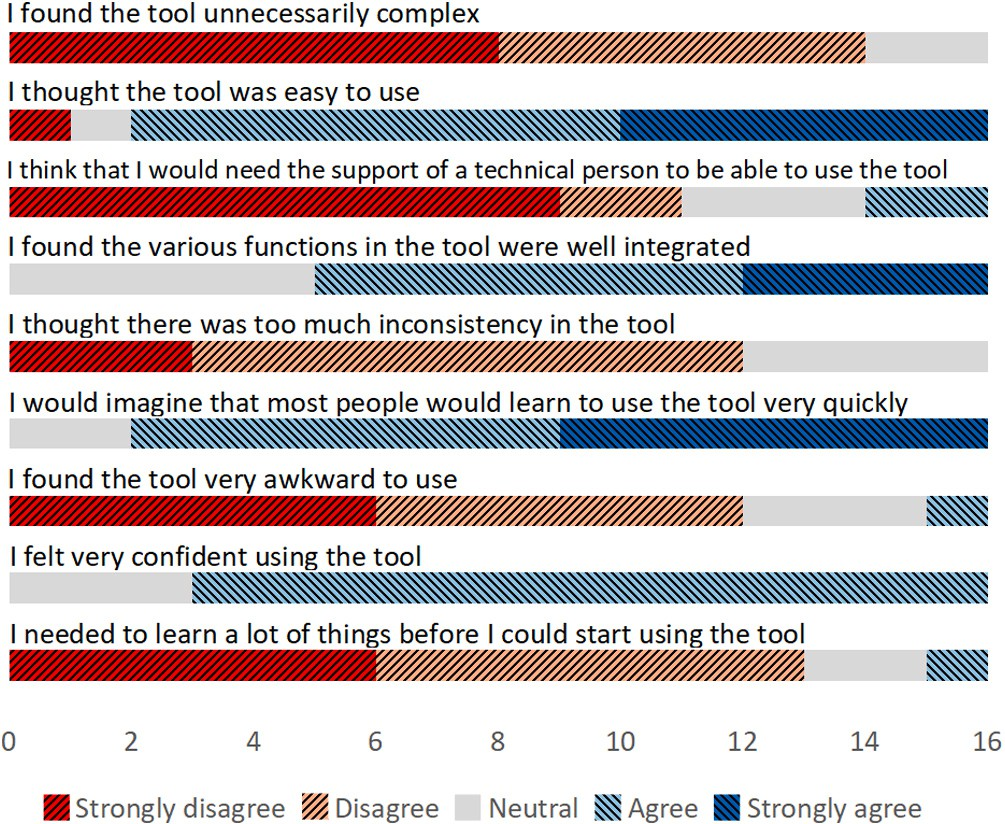 I found the tool unnecessarily complex
I thought the tool was easy to use
I think that I would need the support of a technical person to be able to use the tool
I found the various functions in the tool were well integrated
I thought there was too much inconsistency in the tool
I would imagine that most people would learn to use the tool very quickly
I found the tool very awkward to use
I felt very confident using the tool
I needed to learn a lot of things before I could start using the tool
0 2 4 6 8 10 12 14 16
Strongly disagree Disagree Neutral Agree Strongly agree